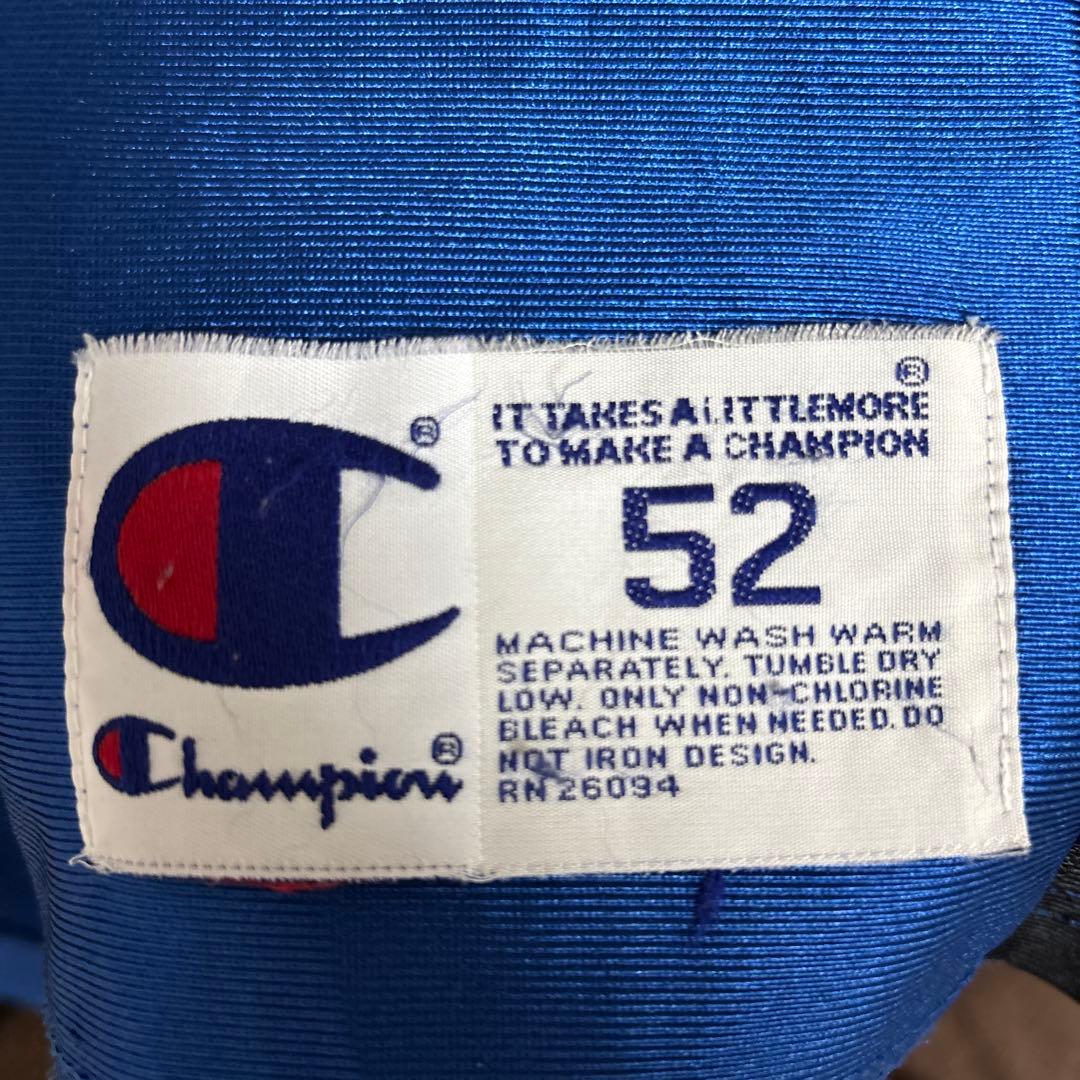 ®
IT TAKES A LITTLE MORE
TO MAKE A CHAMPION
52
MACHINE WASH WARM
SEPARATELY. TUMBLE DRY
LOW. ONLY NON-CHLORINE
BLEACH WHEN NEEDED. DO
NOT IRON DESIGN.
RN 26094
®
Champion®